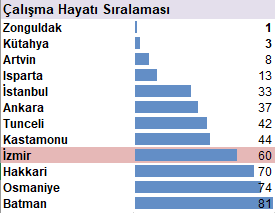 Çalışma Hayatı Sıralaması
Zonguldak 1
Kütahya 3
Artvin 8
Isparta 13
İstanbul 33
Ankara 37
Tunceli 42
Kastamonu 44
İzmir 60
Hakkari 70
Osmaniye 74
Batman 81